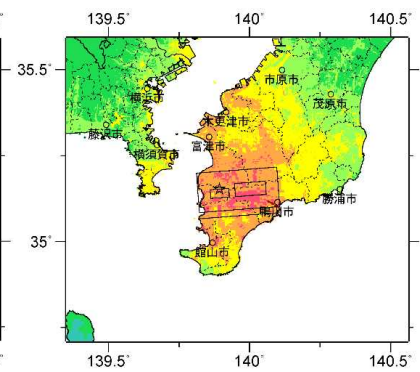 139.5゚ 140゚ 140.5゚
35.5゚
市原市
横浜市
茂原市
木更津市
藤沢市
富津市
横須賀市
勝浦市
鴨川市
35゚
館山市
139.5゚ 140゚ 140.5゚